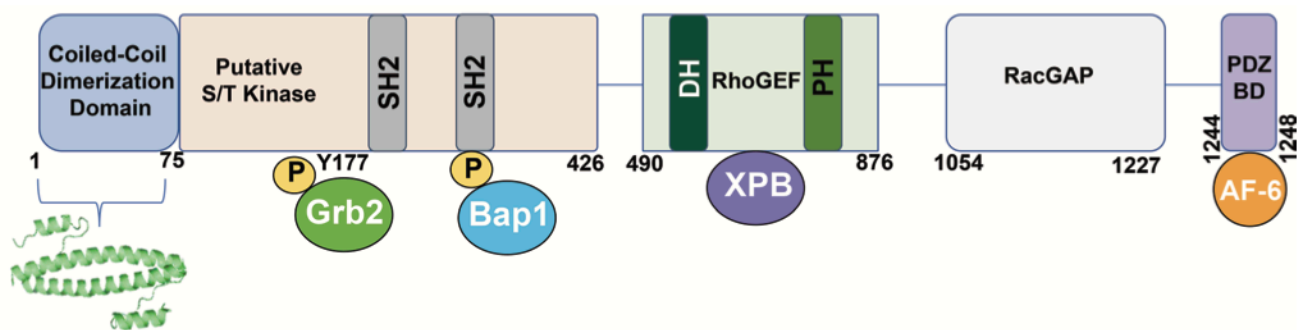 Coiled-Coil
Dimerization
Domain
Putative
S/T Kinase
SH2
SH2
DH
RhoGEF
PH
RacGAP
PDZ
BD
1
75
P
Y177
Grb2
P
Bap1
426
490
XPB
876
1054
1227
1244
1248
AF-6